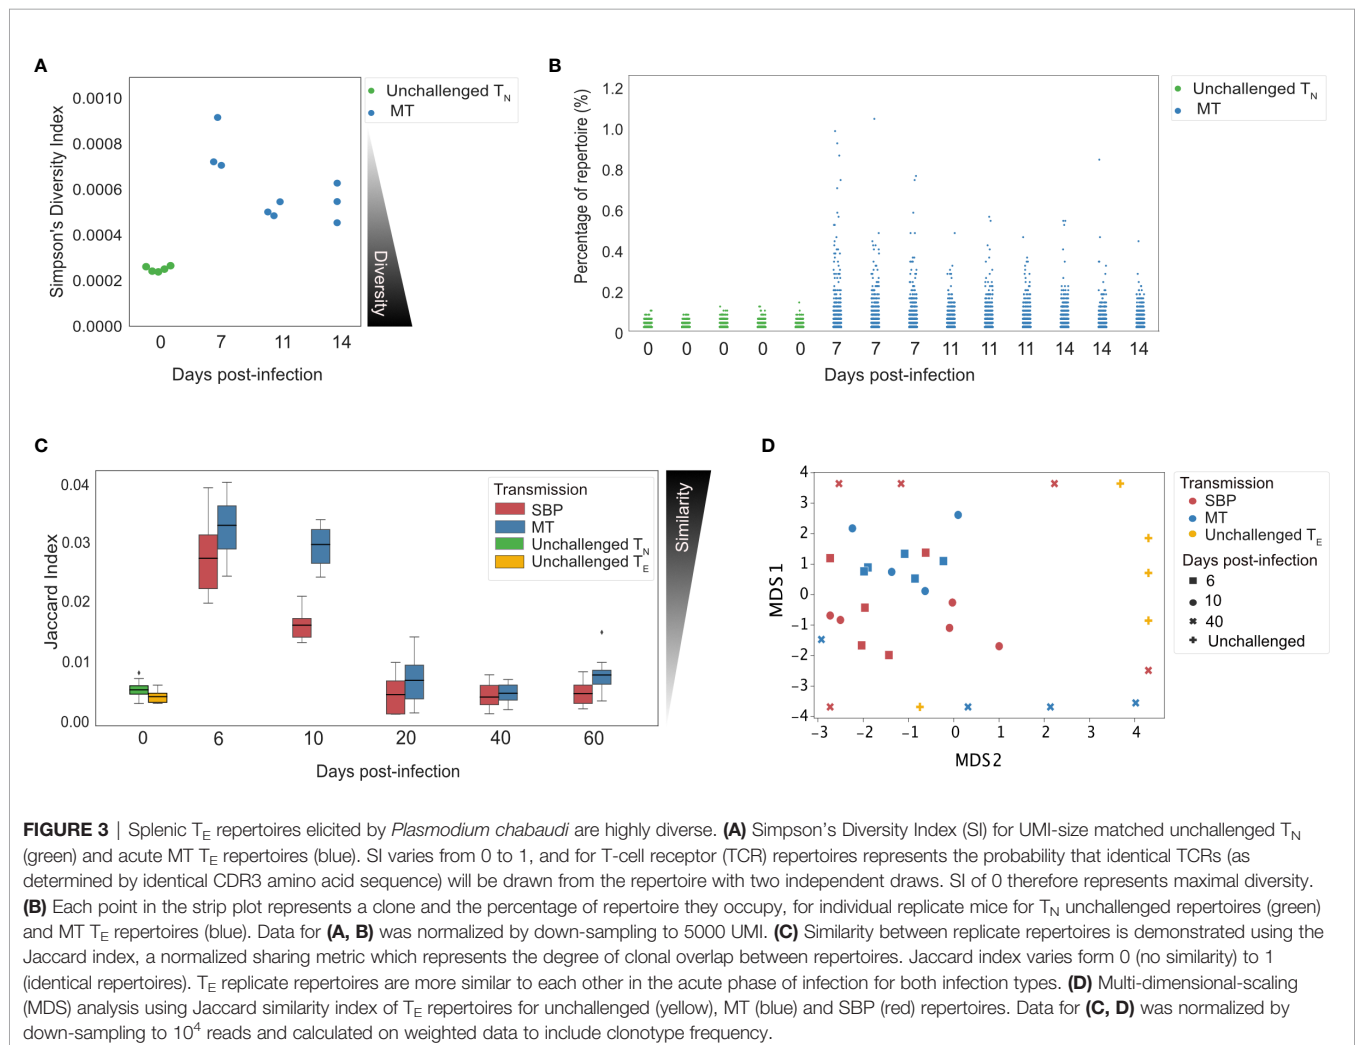 A
0.0010
0.0008
0.0006
0.0004
0.0002
0.0000
Simpson's Diversity Index
0 7 11 14
Days post-infection
Unchallenged TN
MT
Diversity
B
1.2
1.0
0.8
0.6
0.4
0.2
0
Percentage of repertoire (%)
0 0 0 0 0 7 7 7 11 11 11 14 14 14
Days post-infection
Unchallenged TN
MT
C
0.04
0.03
0.02
0.01
0.00
Jaccard Index
0 6 10 20 40 60
Days post-infection
Transmission
SBP
MT
Unchallenged TN
Unchallenged TE
Similarity
D
4
3
2
1
0
−1
−2
−3
−4
MDS1
−3 −2 −1 0 1 2 3 4
MDS2
Transmission
SBP
MT
Unchallenged TE
Days post-infection
6
10
40
Unchallenged
FIGURE 3 | Splenic TE repertoires elicited by Plasmodium chabaudi are highly diverse. (A) Simpson's Diversity Index (SI) for UMI-size matched unchallenged TN
(green) and acute MT TE repertoires (blue). SI varies from 0 to 1, and for T-cell receptor (TCR) repertoires represents the probability that identical TCRs (as
determined by identical CDR3 amino acid sequence) will be drawn from the repertoire with two independent draws. SI of 0 therefore represents maximal diversity.
(B) Each point in the strip plot represents a clone and the percentage of repertoire they occupy, for individual replicate mice for TN unchallenged repertoires (green)
and MT TE repertoires (blue). Data for (A, B) was normalized by down-sampling to 5000 UMI. (C) Similarity between replicate repertoires is demonstrated using the
Jaccard index, a normalized sharing metric which represents the degree of clonal overlap between repertoires. Jaccard index varies form 0 (no similarity) to 1
(identical repertoires). TE replicate repertoires are more similar to each other in the acute phase of infection for both infection types. (D) Multi-dimensional-scaling
(MDS) analysis using Jaccard similarity index of TE repertoires for unchallenged (yellow), MT (blue) and SBP (red) repertoires. Data for (C, D) was normalized by
down-sampling to 10⁴ reads and calculated on weighted data to include clonotype frequency.